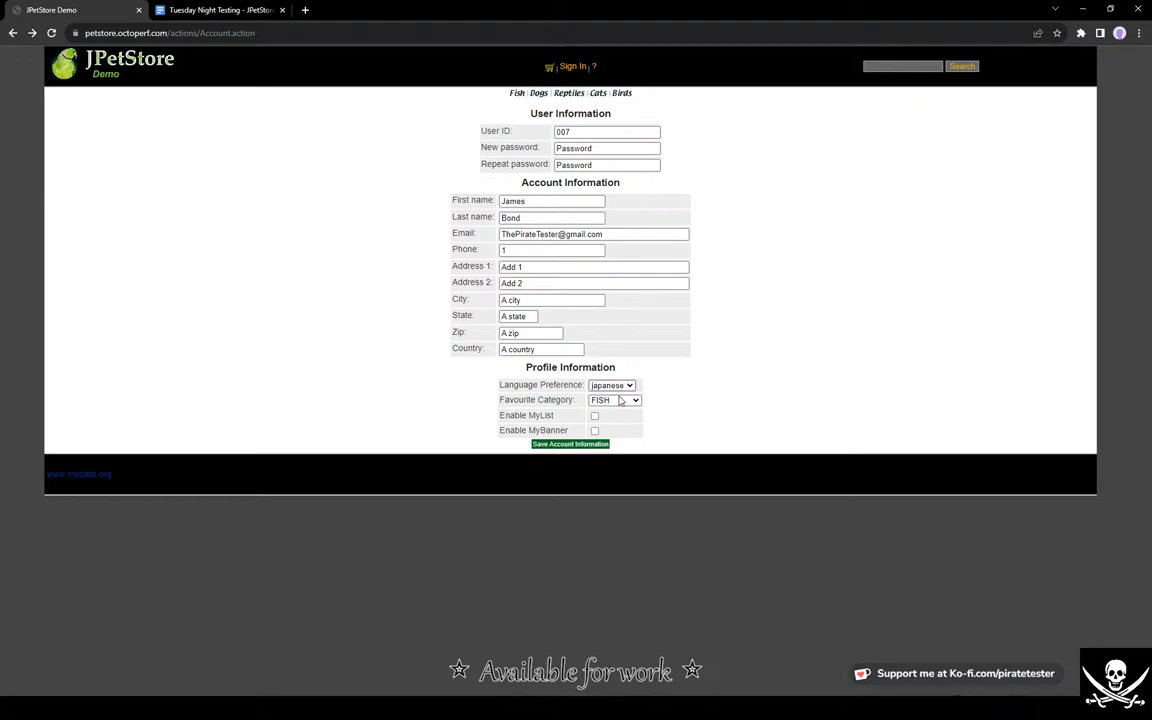 JPetStore Demo
Tuesday Night Testing - JPetStor
petstore.octoperf.com/actions/Account.action
JPetStore
Demo
Sign In | ?
Search
Fish | Dogs | Reptiles | Cats | Birds
User Information
User ID: 007
New password: Password
Repeat password: Password
Account Information
First name: James
Last name: Bond
Email: ThePirateTester@gmail.com
Phone: 1
Address 1: Add 1
Address 2: Add 2
City: A city
State: A state
Zip: A zip
Country: A country
Profile Information
Language Preference: japanese
Favourite Category: FISH
Enable MyList
Enable MyBanner
Save Account Information
www.mybatis.org
Available for work
Support me at Ko-fi.com/piratetester